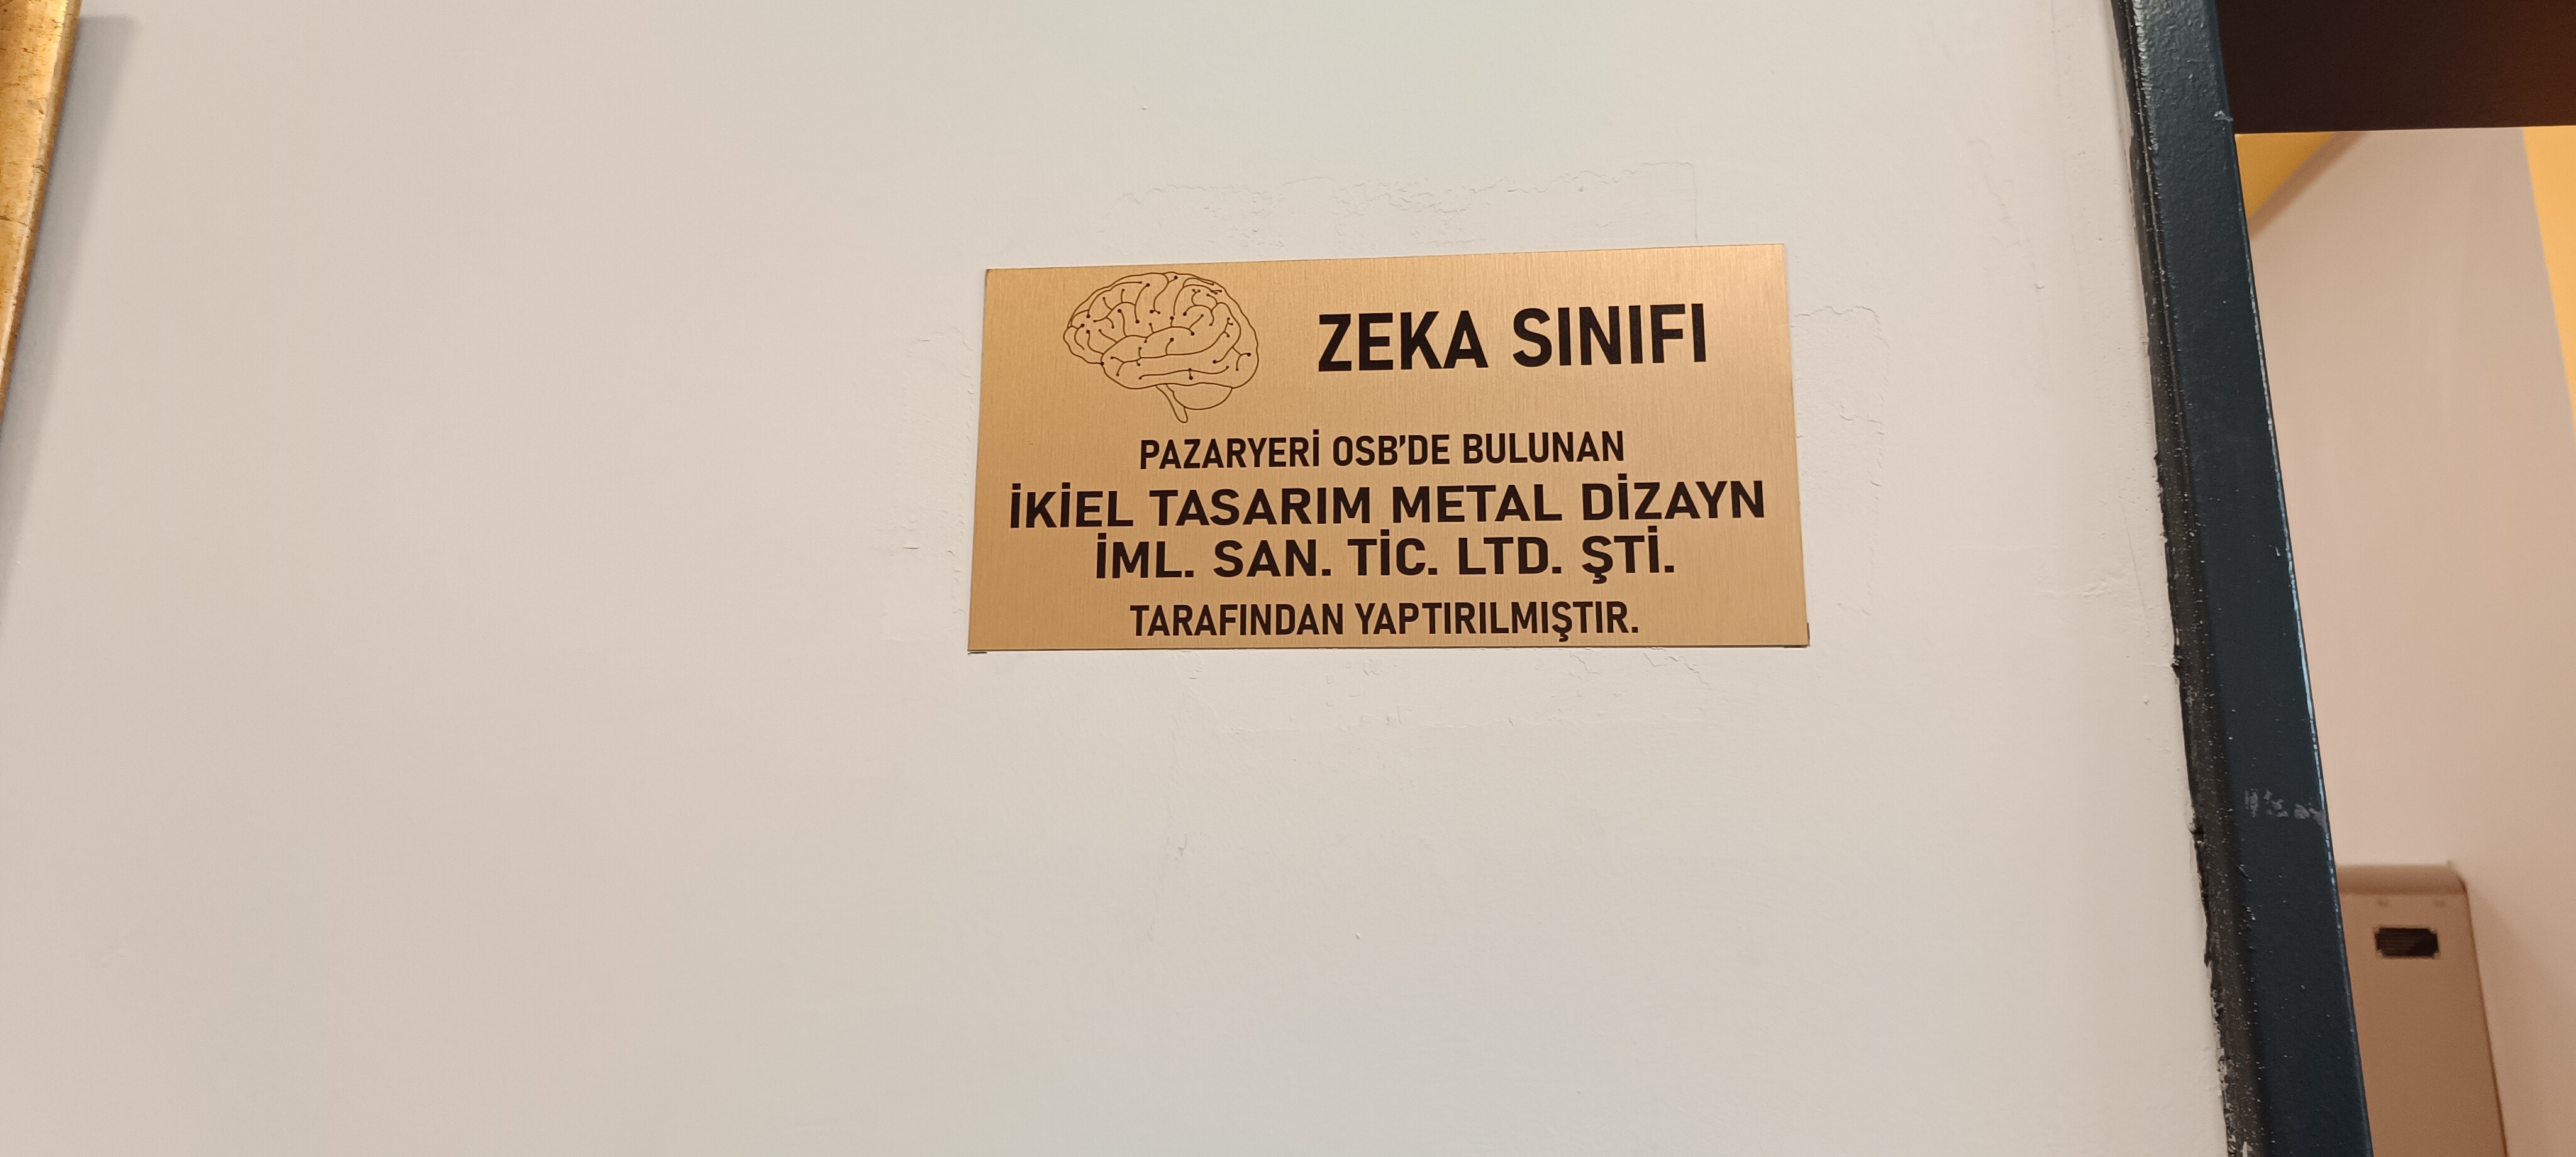 ZEKA SINIFI
PAZARYERİ OSB'DE BULUNAN
İKİEL TASARIM METAL DİZAYN
İML. SAN. TİC. LTD. ŞTİ.
TARAFINDAN YAPTIRILMIŞTIR.